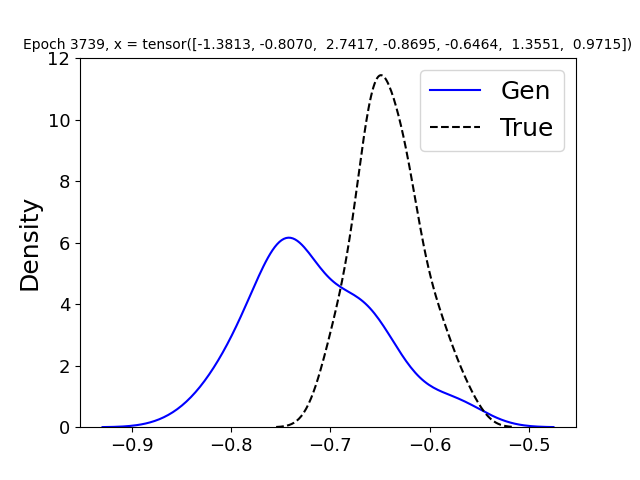 Epoch 3739, x = tensor([-1.3813, -0.8070,  2.7417, -0.8695, -0.6464,  1.3551,  0.9715])
Gen
True
Density
12
10
8
6
4
2
0
−0.9 −0.8 −0.7 −0.6 −0.5